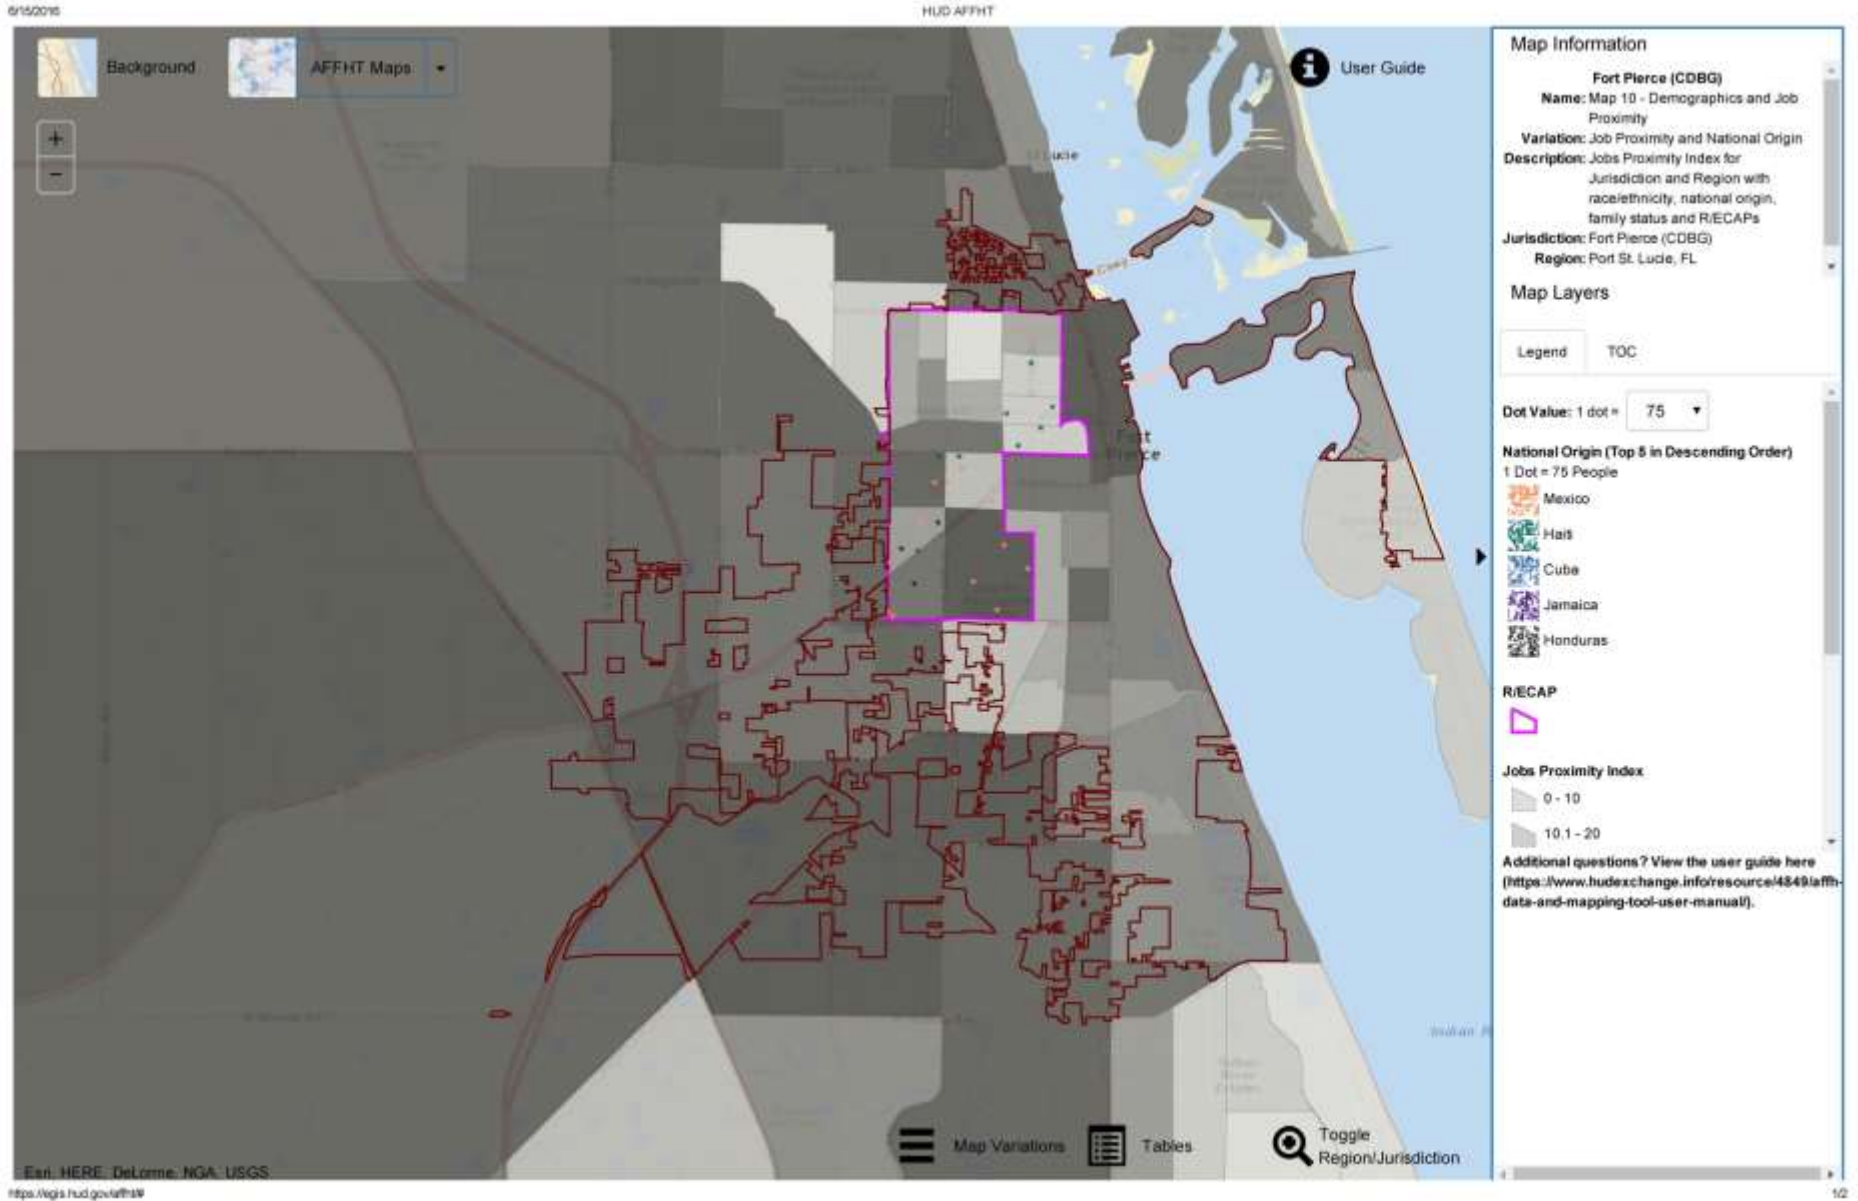 6/15/2016
HUD AFFHT
Background
AFFHT Maps
User Guide
Fort
Pierce
Map Variations
Tables
Toggle
Region/Jurisdiction
Esri, HERE, DeLorme, NGA, USGS
Map Information
Fort Pierce (CDBG)
Name: Map 10 - Demographics and Job
Proximity
Variation: Job Proximity and National Origin
Description: Jobs Proximity Index for
Jurisdiction and Region with
race/ethnicity, national origin,
family status and R/ECAPs
Jurisdiction: Fort Pierce (CDBG)
Region: Port St. Lucie, FL
Map Layers
Legend
TOC
Dot Value: 1 dot = 75
National Origin (Top 5 in Descending Order)
1 Dot = 75 People
Mexico
Haiti
Cuba
Jamaica
Honduras
R/ECAP
Jobs Proximity Index
0 - 10
10.1 - 20
Additional questions? View the user guide here
(https://www.hudexchange.info/resource/4849/affh-
data-and-mapping-tool-user-manual/).
https://egis.hud.gov/affht/#
1/2